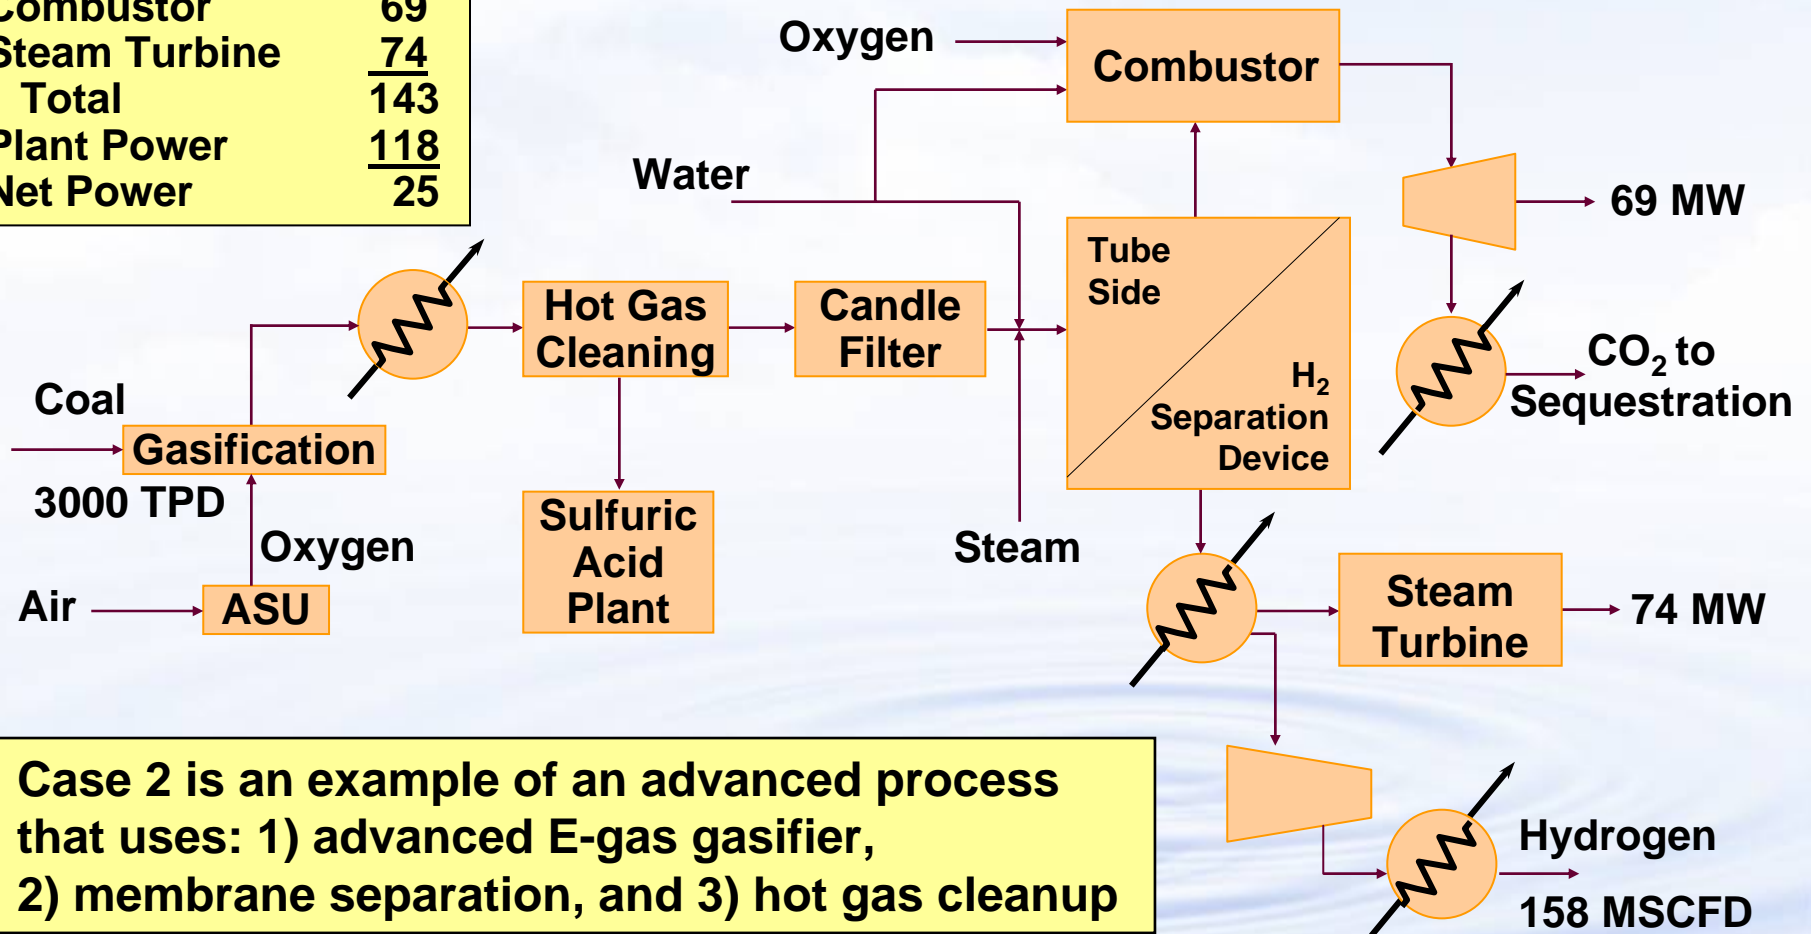 Combustor 69
Steam Turbine 74
Total 143
Plant Power 118
Net Power 25
Oxygen
Combustor
Water
69 MW
Tube
Side
H₂
Separation
Device
Hot Gas
Cleaning
Candle
Filter
CO₂ to
Sequestration
Coal
Gasification
3000 TPD
Oxygen
Air
ASU
Sulfuric
Acid
Plant
Steam
Steam
Turbine
74 MW
Case 2 is an example of an advanced process
that uses: 1) advanced E-gas gasifier,
2) membrane separation, and 3) hot gas cleanup
Hydrogen
158 MSCFD